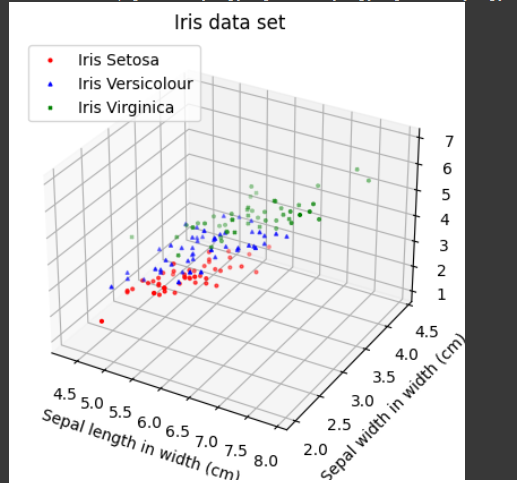 Iris data set
Iris Setosa
Iris Versicolour
Iris Virginica
7
6
5
4
3
2
1
4.5
4.0
3.5
3.0
2.5
2.0
4.5 5.0 5.5 6.0 6.5 7.0 7.5 8.0
Sepal length in width (cm)
Sepal width in width (cm)